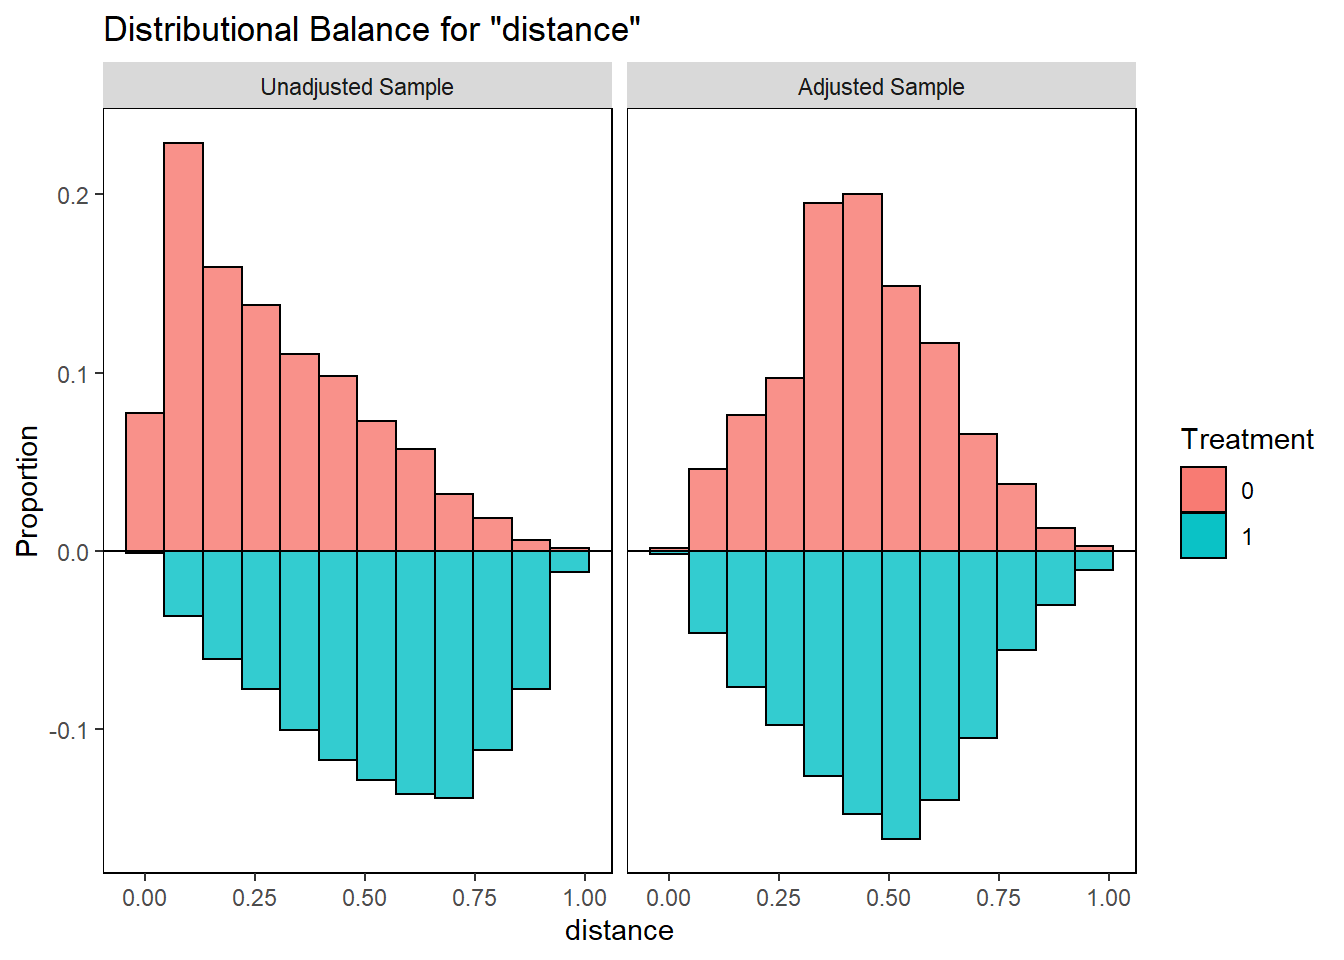 Distributional Balance for "distance"
Unadjusted Sample
Adjusted Sample
0.2
0.1
0.0
-0.1
Proportion
0.00 0.25 0.50 0.75 1.00
0.00 0.25 0.50 0.75 1.00
distance
Treatment
0
1